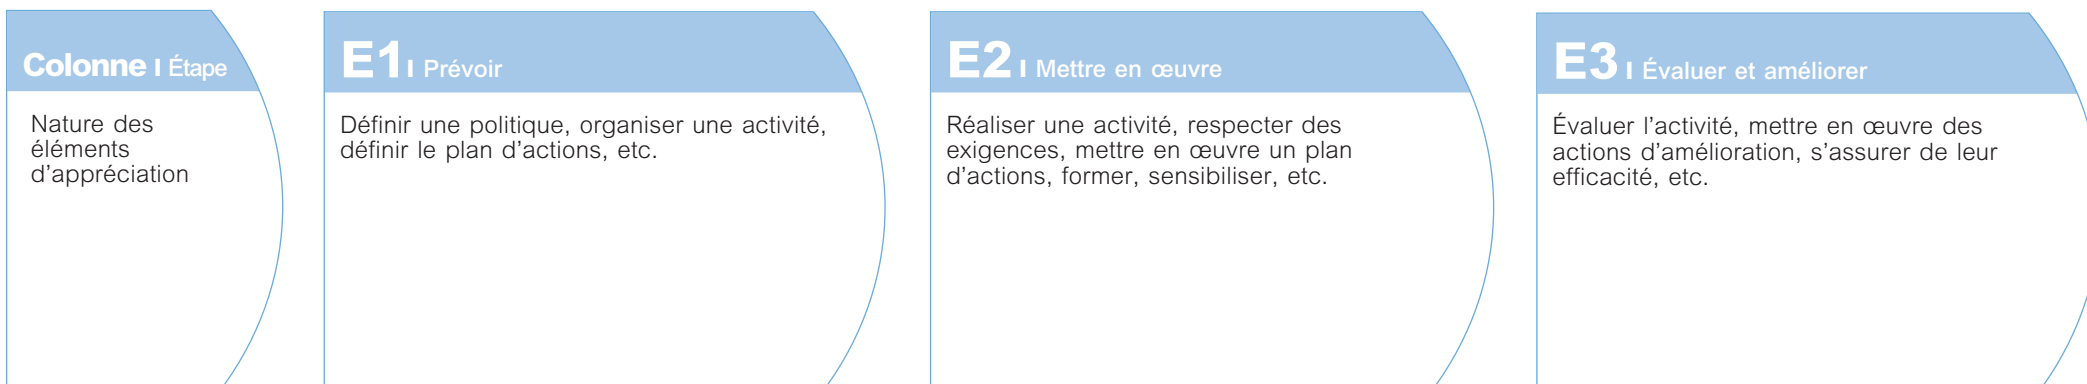 Colonne I Étape
Nature des
éléments
d'appréciation
E1 I Prévoir
Définir une politique, organiser une activité,
définir le plan d'actions, etc.
E2 I Mettre en œuvre
Réaliser une activité, respecter des
exigences, mettre en œuvre un plan
d'actions, former, sensibiliser, etc.
E3 I Évaluer et améliorer
Évaluer l'activité, mettre en œuvre des
actions d'amélioration, s'assurer de leur
efficacité, etc.